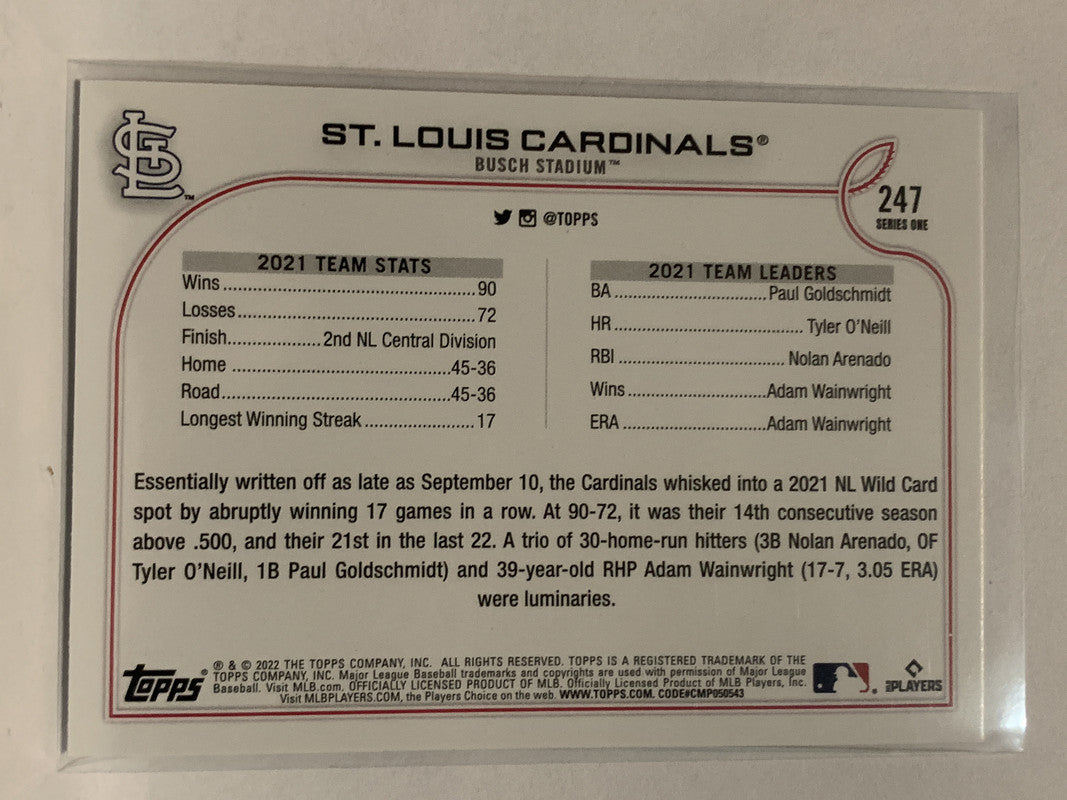 STL™
ST. LOUIS CARDINALS®
BUSCH STADIUM™
247
SERIES ONE
@TOPPS
2021 TEAM STATS
Wins..........................................90
Losses.......................................72
Finish...................2nd NL Central Division
Home .....................................45-36
Road.......................................45-36
Longest Winning Streak....................17
2021 TEAM LEADERS
BA............................Paul Goldschmidt
HR................................... Tyler O'Neill
RBI............................... Nolan Arenado
Wins.........................Adam Wainwright
ERA..........................Adam Wainwright
Essentially written off as late as September 10, the Cardinals whisked into a 2021 NL Wild Card
spot by abruptly winning 17 games in a row. At 90-72, it was their 14th consecutive season
above .500, and their 21st in the last 22. A trio of 30-home-run hitters (3B Nolan Arenado, OF
Tyler O'Neill, 1B Paul Goldschmidt) and 39-year-old RHP Adam Wainwright (17-7, 3.05 ERA)
were luminaries.
topps®
® & © 2022 THE TOPPS COMPANY, INC. ALL RIGHTS RESERVED. TOPPS IS A REGISTERED TRADEMARK OF THE
TOPPS COMPANY, INC. Major League Baseball trademarks and copyrights are used with permission of Major League
Baseball. Visit MLB.com. OFFICIALLY LICENSED PRODUCT OF MLB. Officially Licensed Product of MLB Players, Inc.
Visit MLBPLAYERS.COM, the Players Choice on the web. WWW.TOPPS.COM. CODE#CMP050543
MLB PLAYERS